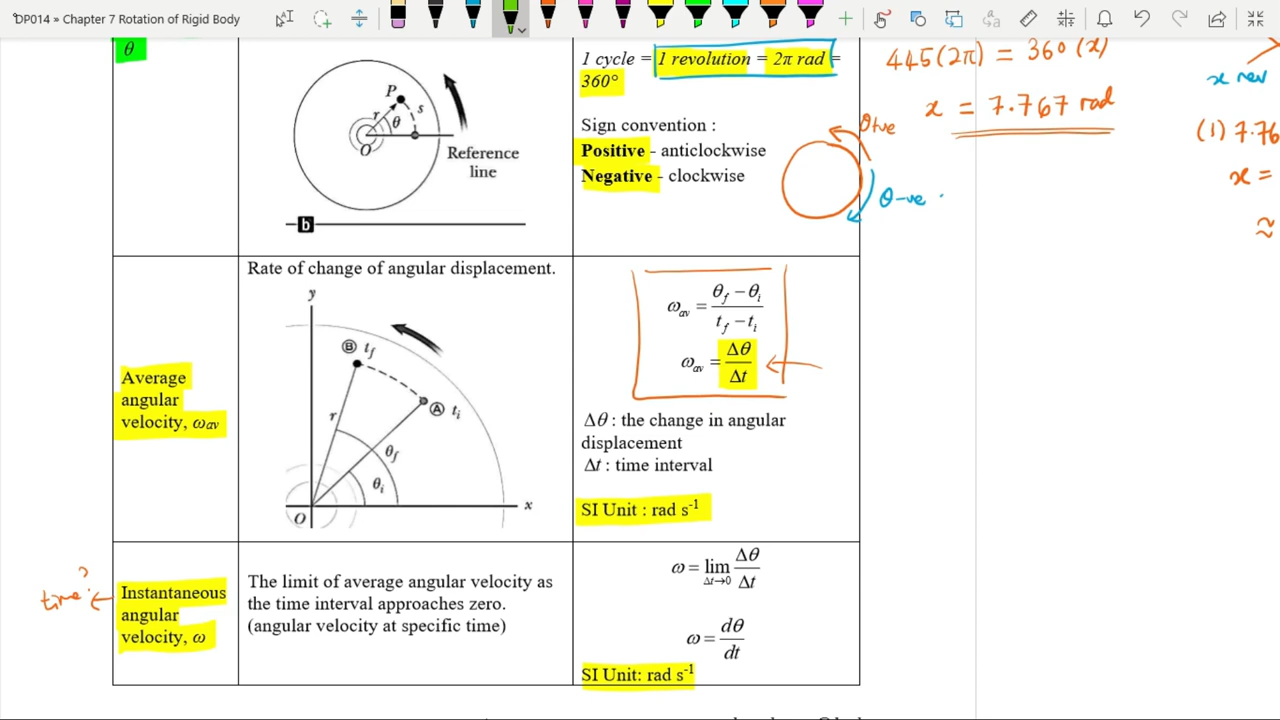 DP014 » Chapter 7 Rotation of Rigid Body
θ
P
r
s
θ
O
Reference
line
b
1 cycle = 1 revolution = 2π rad =
360°
Sign convention :
Positive - anticlockwise
Negative - clockwise
θ+ve
θ-ve
445(2π) = 360(x)
x = 7.767 rad
x rev
(1) 7.76
x =
≈
Average
angular
velocity, ωav
Rate of change of angular displacement.
y
B tf
A ti
r
θf
θi
O
x
ωav = θf − θi / tf − ti
ωav = Δθ / Δt
Δθ : the change in angular
displacement
Δt : time interval
SI Unit : rad s-1
time?
Instantaneous
angular
velocity, ω
The limit of average angular velocity as
the time interval approaches zero.
(angular velocity at specific time)
ω = lim Δt→0 Δθ / Δt
ω = dθ / dt
SI Unit: rad s-1